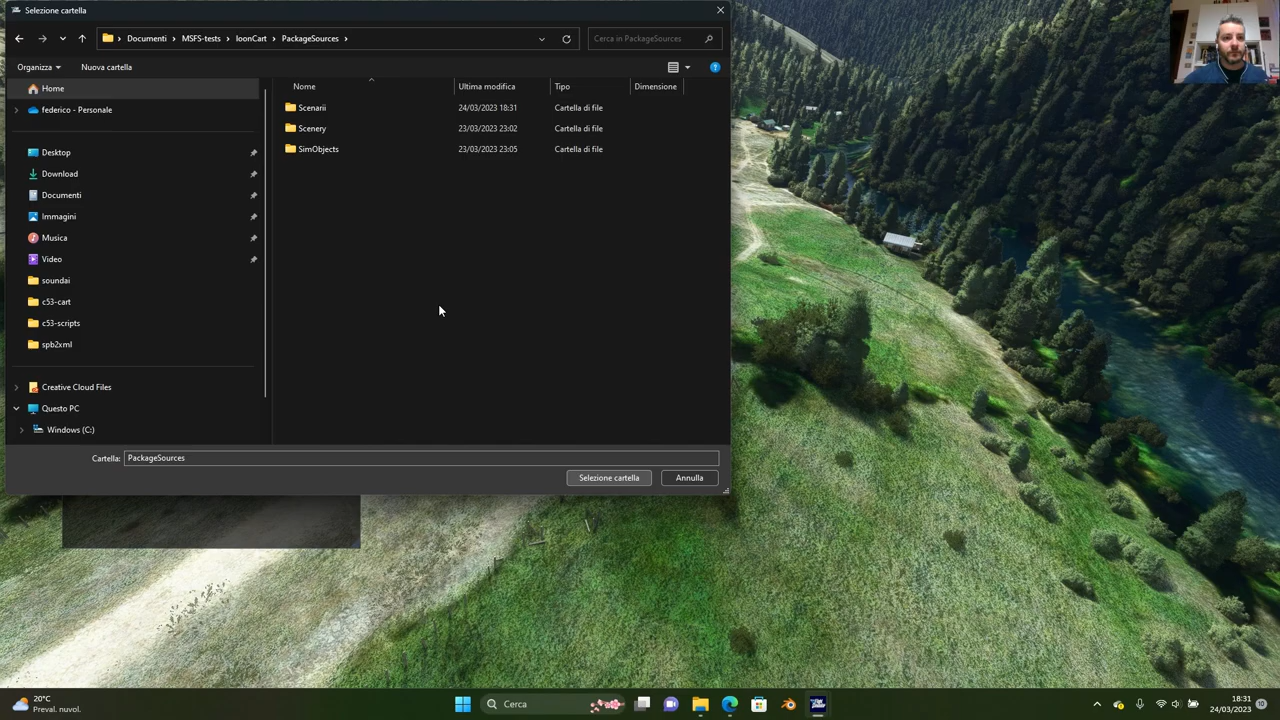 Selezione cartella
Documenti > MSFS-tests > IoonCart > PackageSources >
Cerca in PackageSources
Organizza
Nuova cartella
Home
federico - Personale
Desktop
Download
Documenti
Immagini
Musica
Video
soundai
c53-cart
c53-scripts
spb2xml
Creative Cloud Files
Questo PC
Windows (C:)
Nome Ultima modifica Tipo Dimensione
Scenarii 24/03/2023 18:31 Cartella di file
Scenery 23/03/2023 23:02 Cartella di file
SimObjects 23/03/2023 23:05 Cartella di file
Cartella: PackageSources
Selezione cartella
Annulla
20°C
Preval. nuvol.
Cerca
18:31
24/03/2023